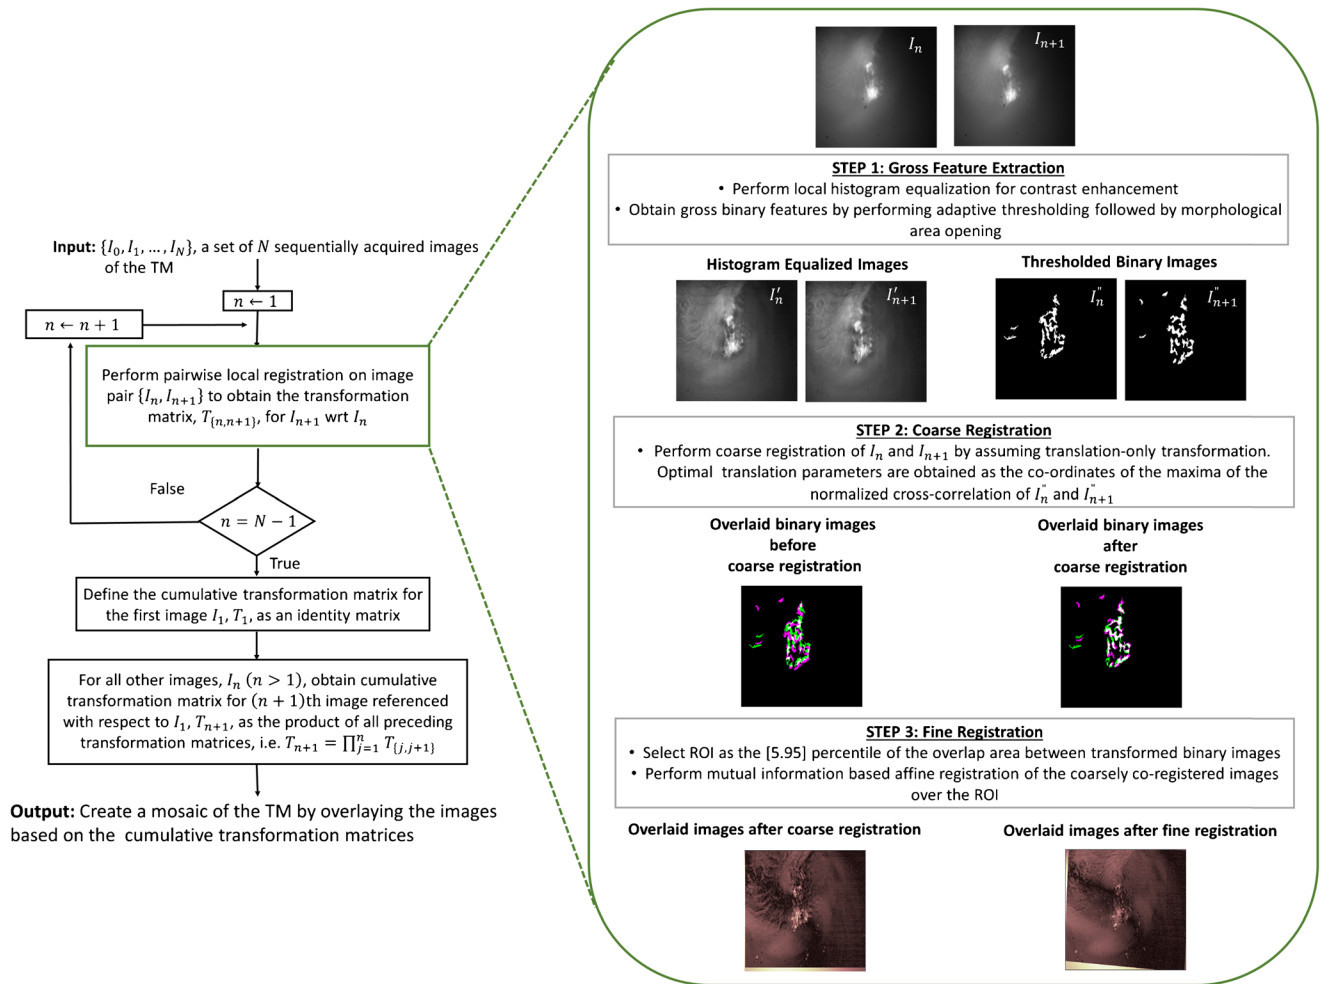 Input: {I₀, I₁, ..., I_N}, a set of N sequentially acquired images
of the TM
n ← 1
n ← n + 1
Perform pairwise local registration on image
pair {I_n, I_{n+1}} to obtain the transformation
matrix, T_{{n,n+1}}, for I_{n+1} wrt I_n
False
n = N − 1
True
Define the cumulative transformation matrix for
the first image I₁, T₁, as an identity matrix
For all other images, I_n (n > 1), obtain cumulative
transformation matrix for (n + 1)th image referenced
with respect to I₁, T_{n+1}, as the product of all preceding
transformation matrices, i.e. T_{n+1} = ∏_{j=1}^{n} T_{{j,j+1}}
Output: Create a mosaic of the TM by overlaying the images
based on the cumulative transformation matrices
I_n
I_{n+1}
STEP 1: Gross Feature Extraction
• Perform local histogram equalization for contrast enhancement
• Obtain gross binary features by performing adaptive thresholding followed by morphological
area opening
Histogram Equalized Images
Thresholded Binary Images
I′_n
I′_{n+1}
I"_n
I"_{n+1}
STEP 2: Coarse Registration
• Perform coarse registration of I_n and I_{n+1} by assuming translation-only transformation.
Optimal translation parameters are obtained as the co-ordinates of the maxima of the
normalized cross-correlation of I"_n and I"_{n+1}
Overlaid binary images
before
coarse registration
Overlaid binary images
after
coarse registration
STEP 3: Fine Registration
• Select ROI as the [5.95] percentile of the overlap area between transformed binary images
• Perform mutual information based affine registration of the coarsely co-registered images
over the ROI
Overlaid images after coarse registration
Overlaid images after fine registration